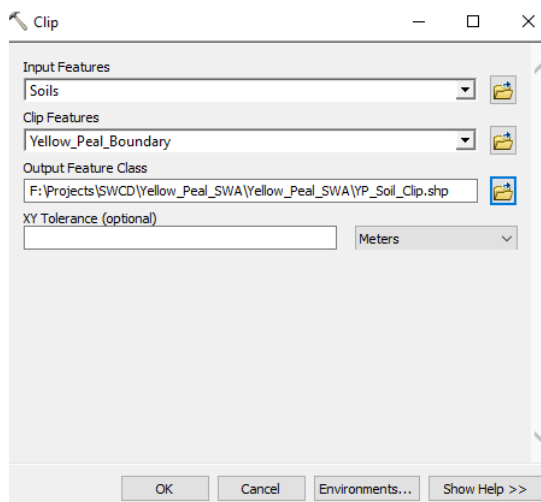 Clip
Input Features
Soils
Clip Features
Yellow_Peal_Boundary
Output Feature Class
F:\Projects\SWCD\Yellow_Peal_SWA\Yellow_Peal_SWA\YP_Soil_Clip.shp
XY Tolerance (optional)
Meters
OK Cancel Environments... Show Help >>